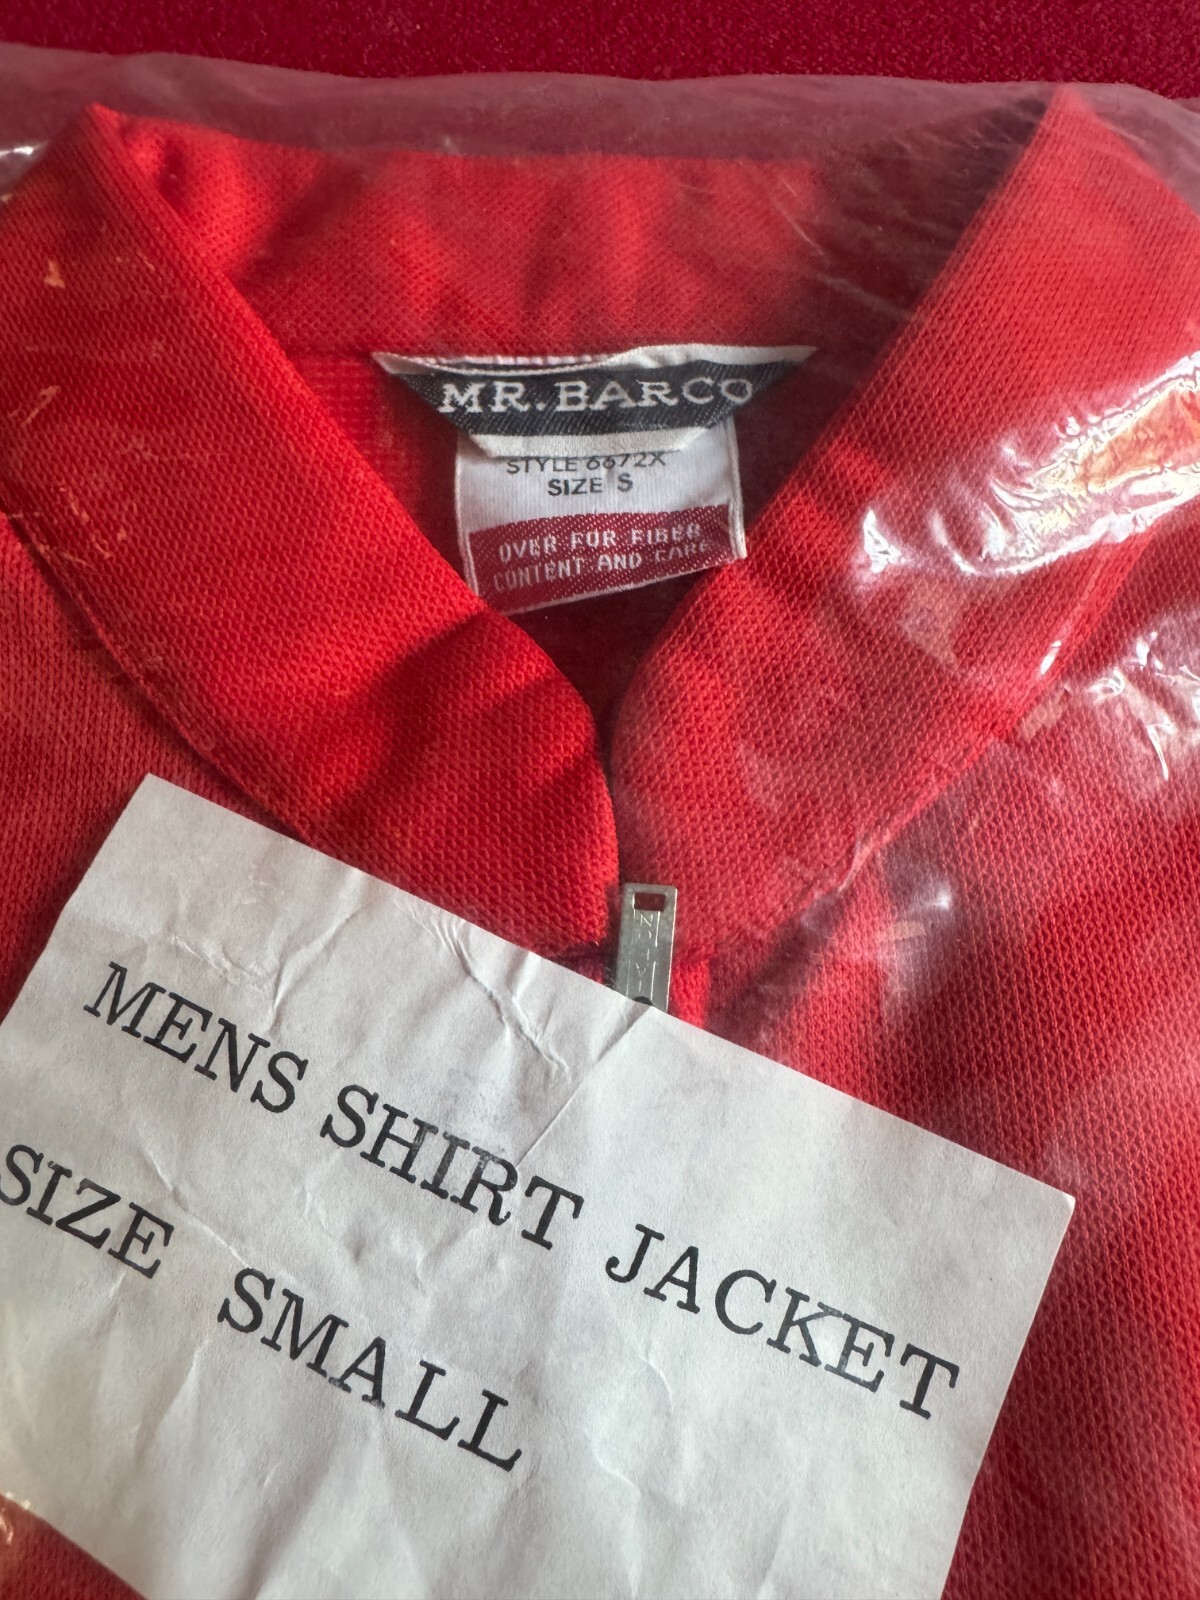 MR. BARCO
STYLE 6672X
SIZE S
OVER FOR FIBER
CONTENT AND CARE
MENS SHIRT JACKET
SIZE SMALL